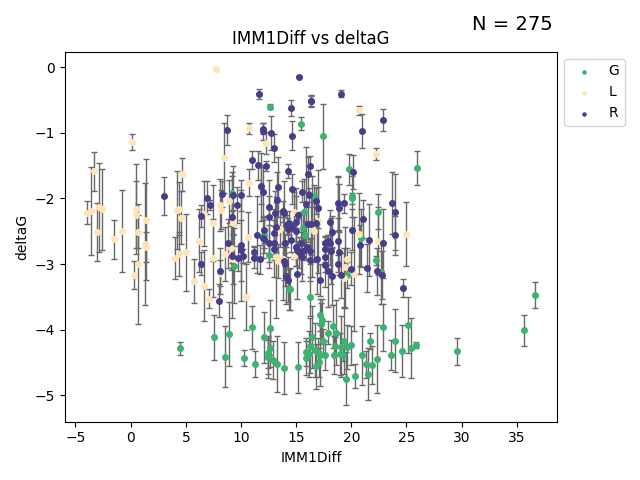 N = 275
IMM1Diff vs deltaG
G
L
R
deltaG
0
−1
−2
−3
−4
−5
−5 0 5 10 15 20 25 30 35
IMM1Diff